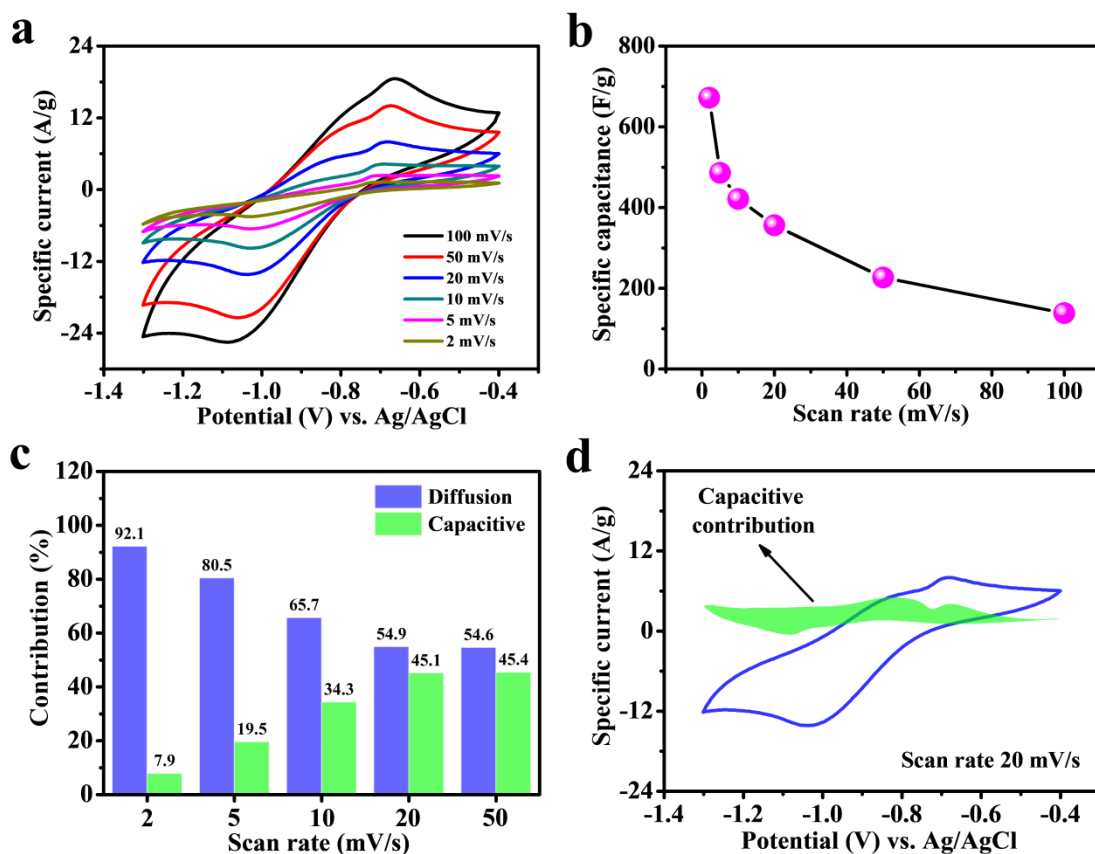 a
Specific current (A/g)
24
12
0
-12
-24
100 mV/s
50 mV/s
20 mV/s
10 mV/s
5 mV/s
2 mV/s
-1.4 -1.2 -1.0 -0.8 -0.6 -0.4
Potential (V) vs. Ag/AgCl
b
Specific capacitance (F/g)
800
600
400
200
0
0 20 40 60 80 100
Scan rate (mV/s)
c
Contribution (%)
120
100
80
60
40
20
0
Diffusion
Capacitive
92.1
7.9
80.5
19.5
65.7
34.3
54.9
45.1
54.6
45.4
2 5 10 20 50
Scan rate (mV/s)
d
Specific current (A/g)
24
12
0
-12
-24
Capacitive
contribution
Scan rate 20 mV/s
-1.4 -1.2 -1.0 -0.8 -0.6 -0.4
Potential (V) vs. Ag/AgCl